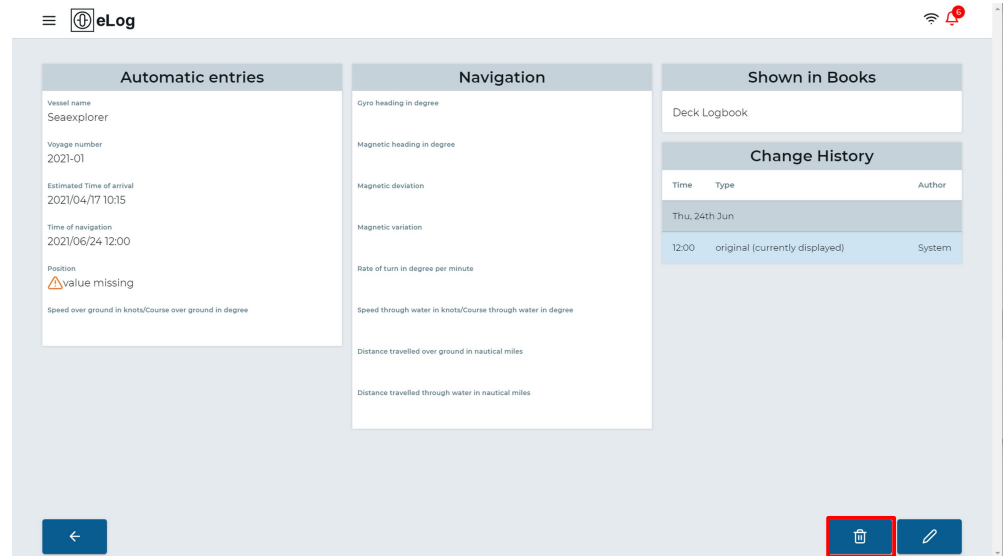 eLog
6
Automatic entries
Vessel name
Seaexplorer
Voyage number
2021-01
Estimated Time of arrival
2021/04/17 10:15
Time of navigation
2021/06/24 12:00
Position
value missing
Speed over ground in knots/Course over ground in degree
Navigation
Gyro heading in degree
Magnetic heading in degree
Magnetic deviation
Magnetic variation
Rate of turn in degree per minute
Speed through water in knots/Course through water in degree
Distance travelled over ground in nautical miles
Distance travelled through water in nautical miles
Shown in Books
Deck Logbook
Change History
Time Type Author
Thu, 24th Jun
12:00 original (currently displayed) System